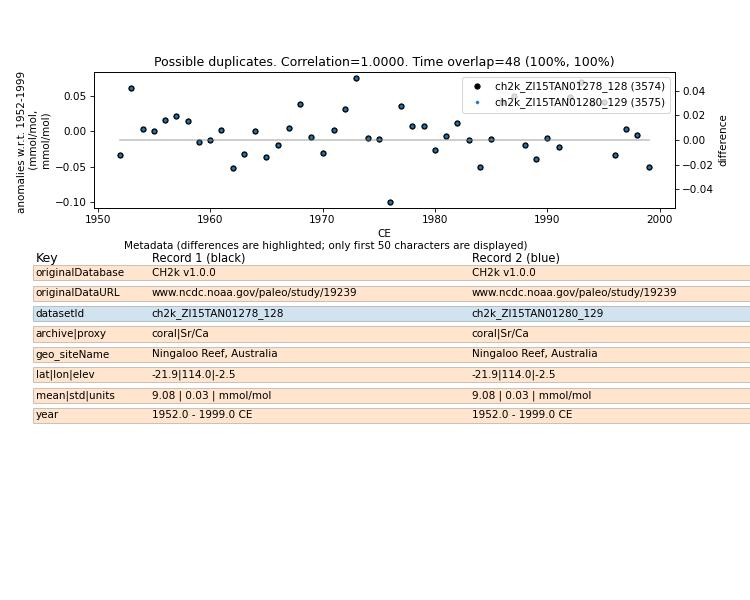 Possible duplicates. Correlation=1.0000. Time overlap=48 (100%, 100%)
anomalies w.r.t. 1952-1999
(mmol/mol,
mmol/mol)
0.05
0.00
−0.05
−0.10
ch2k_ZI15TAN01278_128 (3574)
ch2k_ZI15TAN01280_129 (3575)
0.04
0.02
0.00
−0.02
−0.04
difference
1950 1960 1970 1980 1990 2000
CE
Metadata (differences are highlighted; only first 50 characters are displayed)
Key Record 1 (black) Record 2 (blue)
originalDatabase CH2k v1.0.0 CH2k v1.0.0
originalDataURL www.ncdc.noaa.gov/paleo/study/19239 www.ncdc.noaa.gov/paleo/study/19239
datasetId ch2k_ZI15TAN01278_128 ch2k_ZI15TAN01280_129
archive|proxy coral|Sr/Ca coral|Sr/Ca
geo_siteName Ningaloo Reef, Australia Ningaloo Reef, Australia
lat|lon|elev -21.9|114.0|-2.5 -21.9|114.0|-2.5
mean|std|units 9.08 | 0.03 | mmol/mol 9.08 | 0.03 | mmol/mol
year 1952.0 - 1999.0 CE 1952.0 - 1999.0 CE